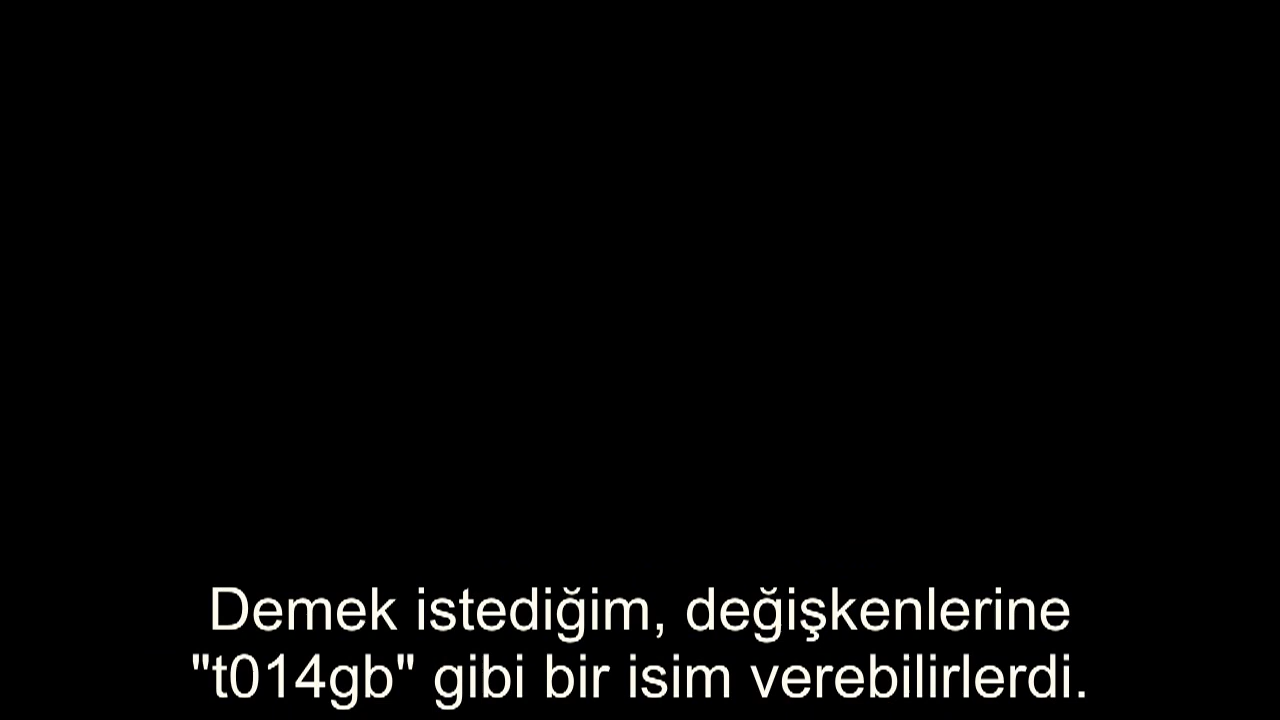 Demek istediğim, değişkenlerine
"t014gb" gibi bir isim verebilirlerdi.